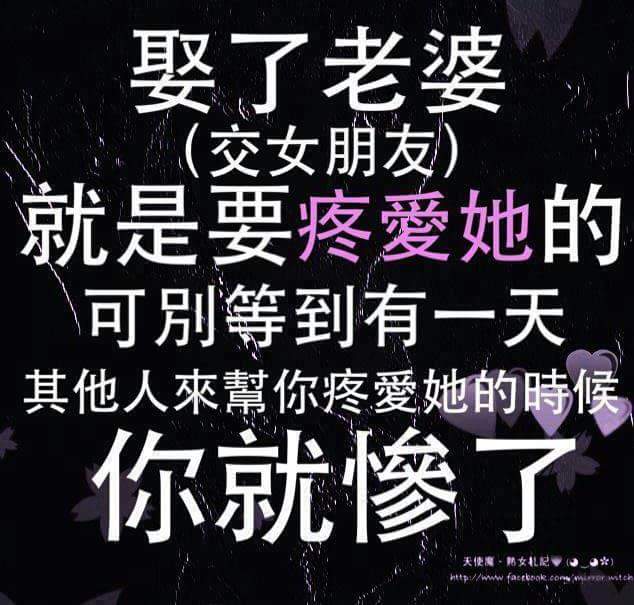 娶了老婆
(交女朋友)
就是要疼愛她的
可別等到有一天
其他人來幫你疼愛她的時候
你就慘了
天使魔‧熟女札記
http://www.facebook.com/mirror.witch